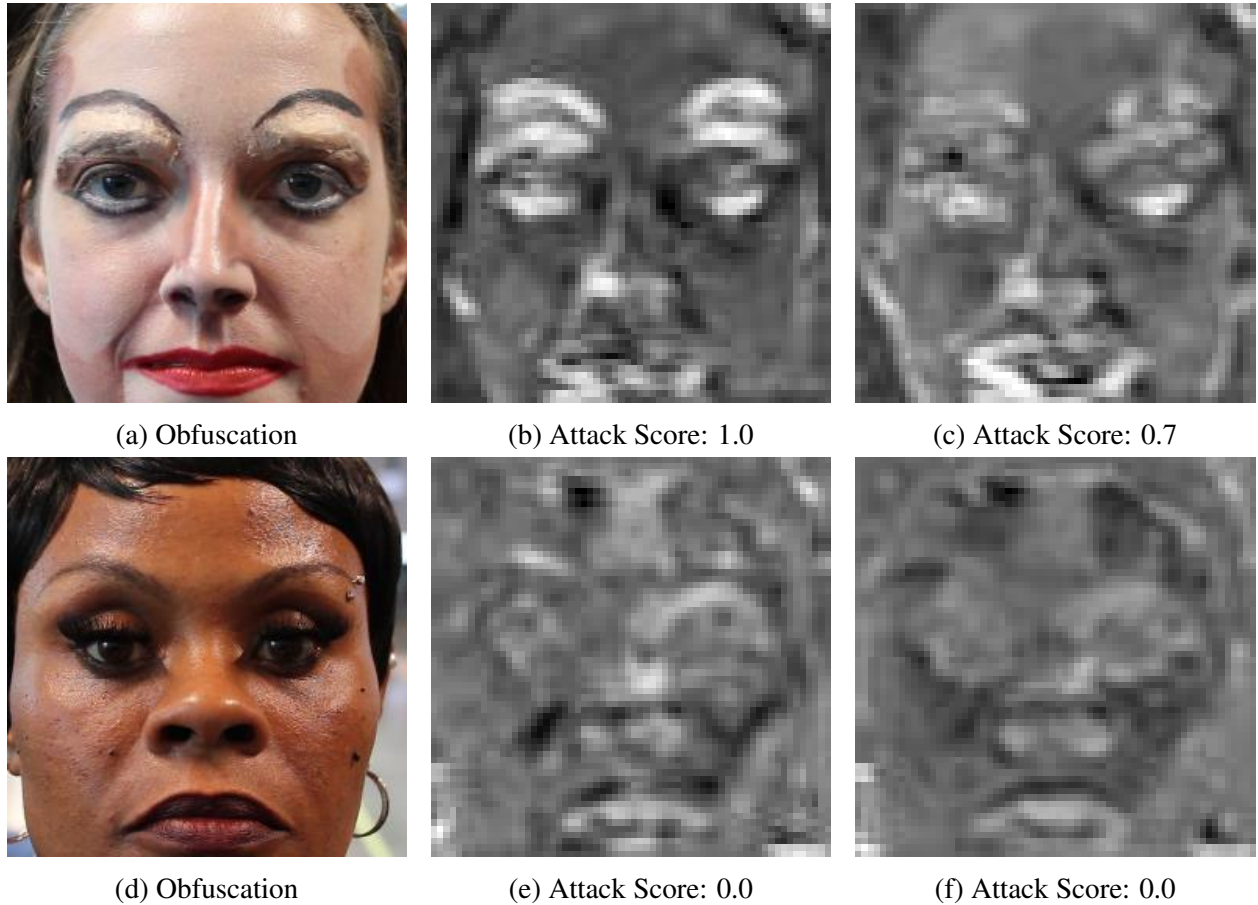 (a) Obfuscation
(b) Attack Score: 1.0
(c) Attack Score: 0.7
(d) Obfuscation
(e) Attack Score: 0.0
(f) Attack Score: 0.0